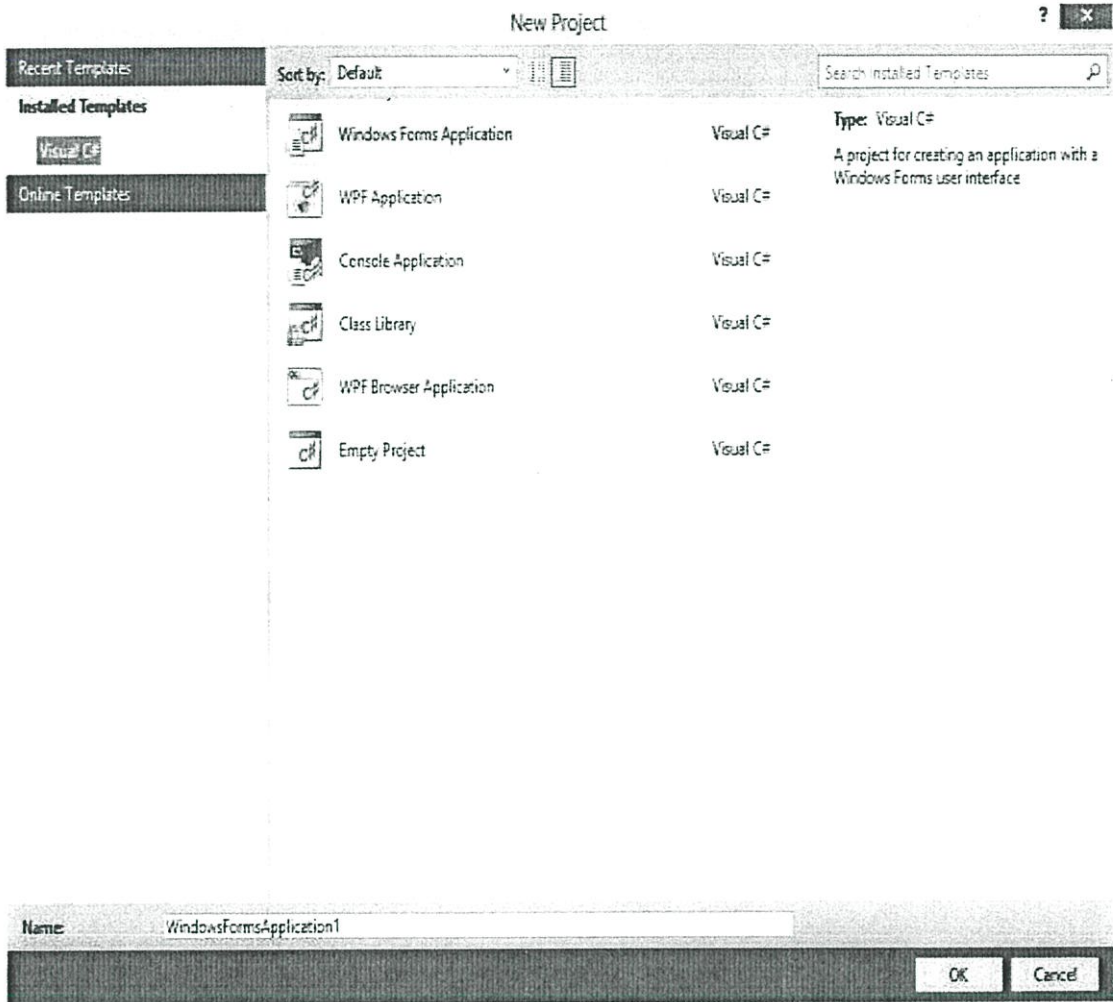 New Project
? X
Recent Templates
Installed Templates
Visual C#
Online Templates
Sort by: Default
Search Installed Templates
Windows Forms Application Visual C#
WPF Application Visual C#
Console Application Visual C#
Class Library Visual C#
WPF Browser Application Visual C#
Empty Project Visual C#
Type: Visual C#
A project for creating an application with a
Windows Forms user interface
Name: WindowsFormsApplication1
OK Cancel